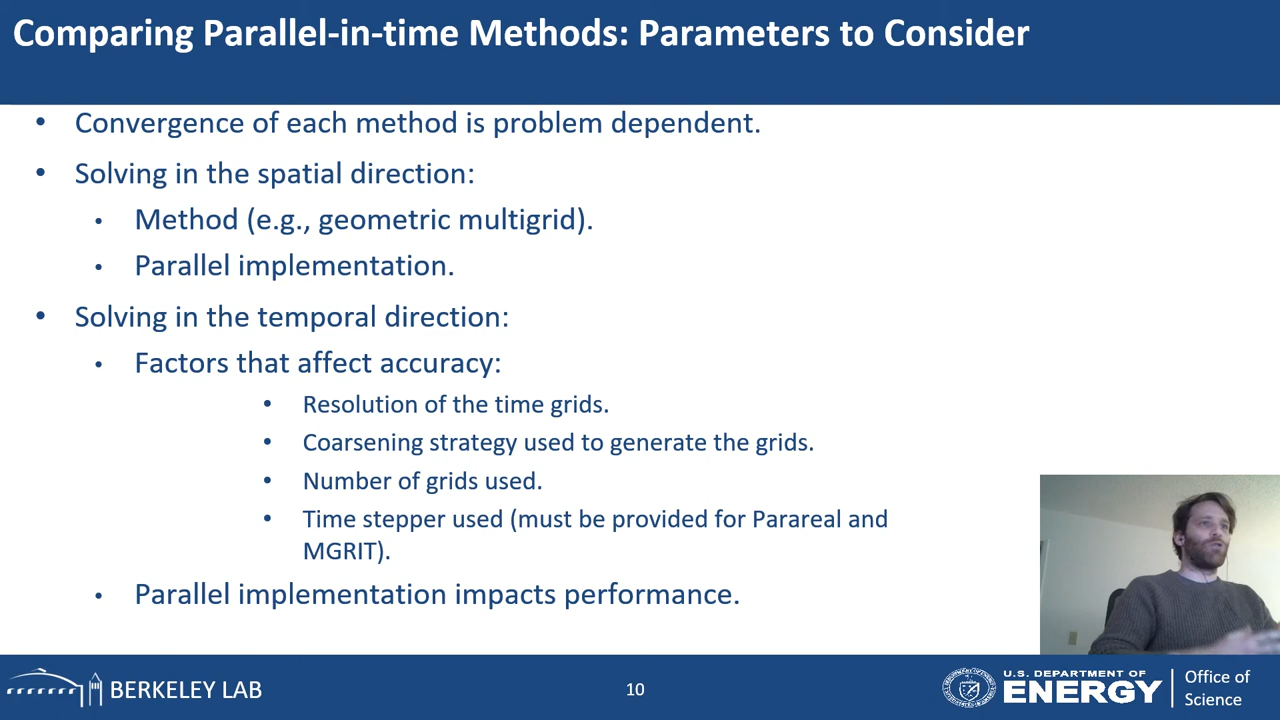 Comparing Parallel-in-time Methods: Parameters to Consider
• Convergence of each method is problem dependent.
• Solving in the spatial direction:
• Method (e.g., geometric multigrid).
• Parallel implementation.
• Solving in the temporal direction:
• Factors that affect accuracy:
• Resolution of the time grids.
• Coarsening strategy used to generate the grids.
• Number of grids used.
• Time stepper used (must be provided for Parareal and
MGRIT).
• Parallel implementation impacts performance.
BERKELEY LAB
10
U.S. DEPARTMENT OF
ENERGY
Office of
Science